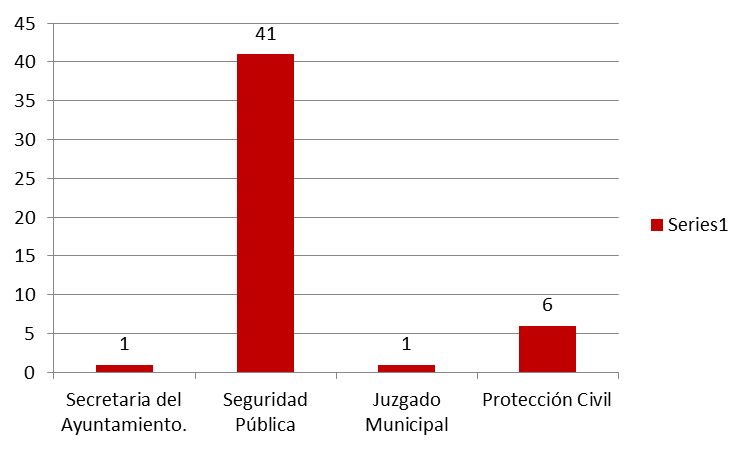 45
40
35
30
25
20
15
10
5
0
1
41
1
6
Secretaria del
Ayuntamiento.
Seguridad
Pública
Juzgado
Municipal
Protección Civil
Series1